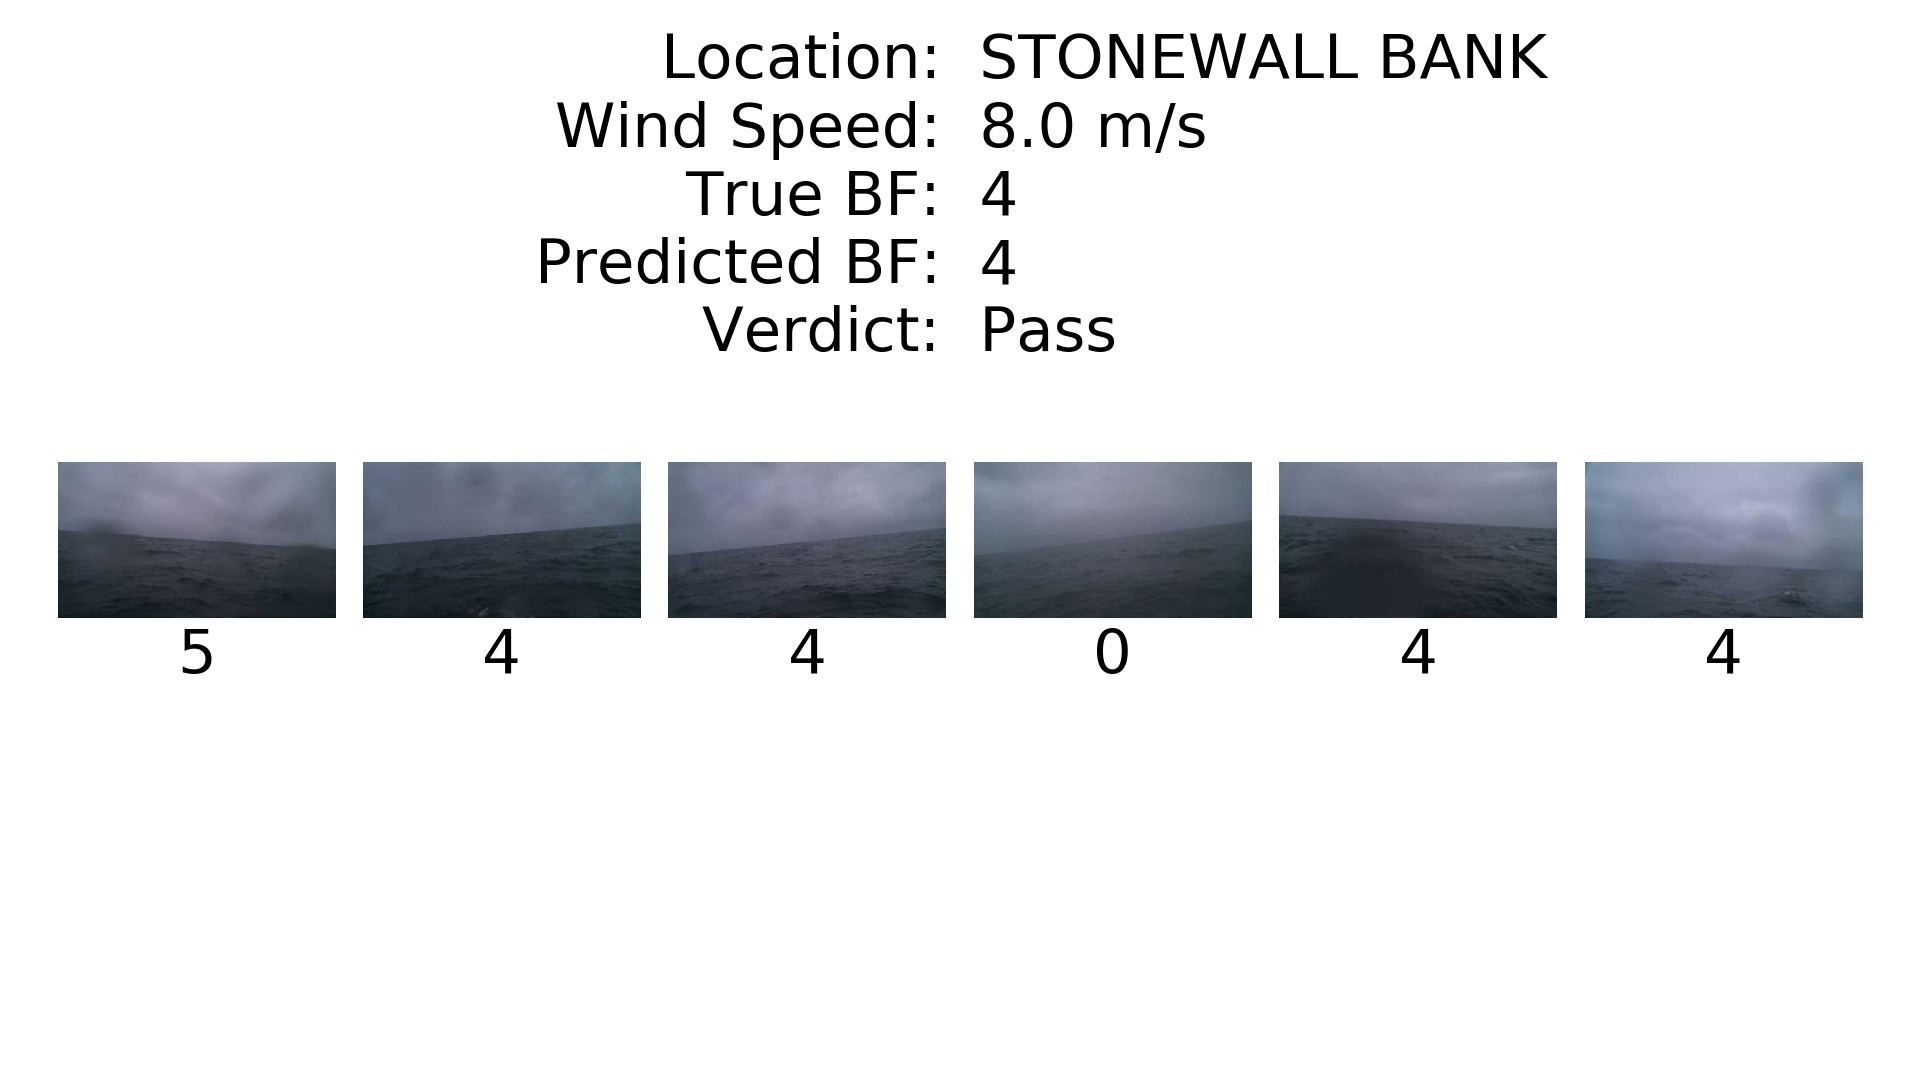 Location: STONEWALL BANK
Wind Speed: 8.0 m/s
True BF: 4
Predicted BF: 4
Verdict: Pass
5 4 4 0 4 4